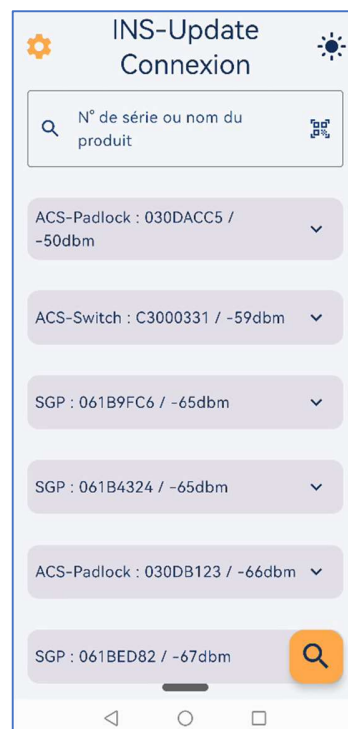 INS-Update
Connexion
N° de série ou nom du
produit
ACS-Padlock : 030DACC5 /
-50dbm
ACS-Switch : C3000331 / -59dbm
SGP : 061B9FC6 / -65dbm
SGP : 061B4324 / -65dbm
ACS-Padlock : 030DB123 / -66dbm
SGP : 061BED82 / -67dbm